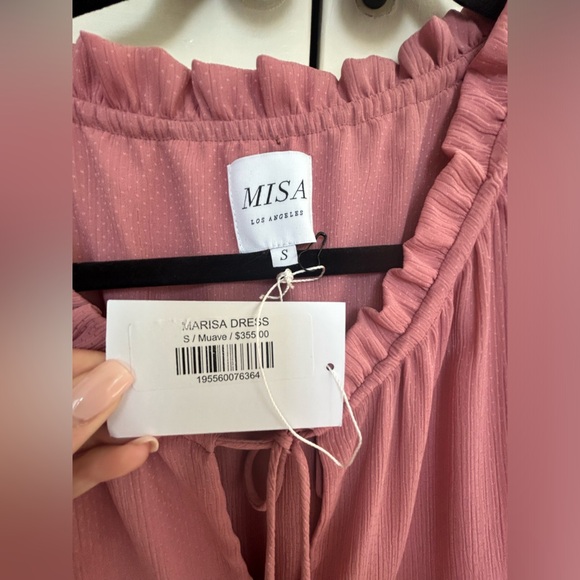 MISA
LOS ANGELES
S
MARISA DRESS
S / Muave / $355.00
195560076364